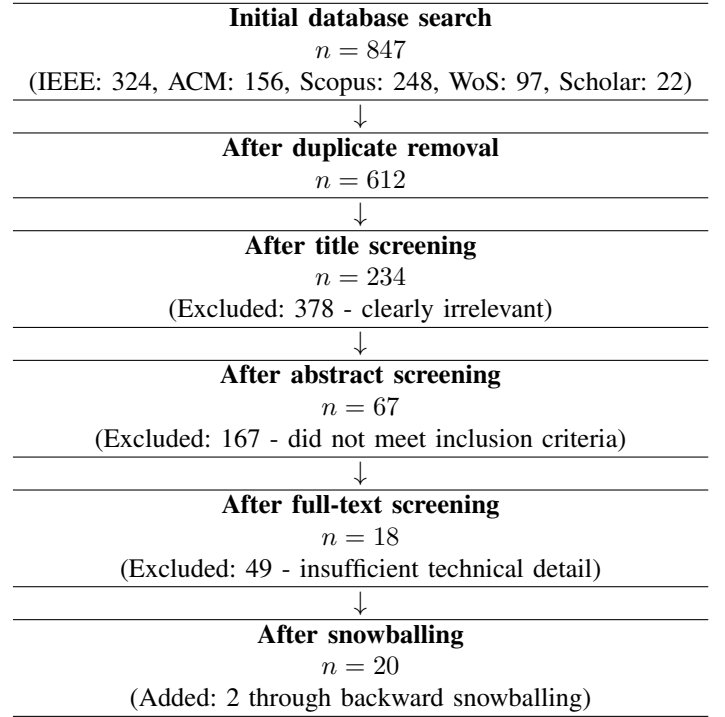 Initial database search
n = 847
(IEEE: 324, ACM: 156, Scopus: 248, WoS: 97, Scholar: 22)
↓
After duplicate removal
n = 612
↓
After title screening
n = 234
(Excluded: 378 - clearly irrelevant)
↓
After abstract screening
n = 67
(Excluded: 167 - did not meet inclusion criteria)
↓
After full-text screening
n = 18
(Excluded: 49 - insufficient technical detail)
↓
After snowballing
n = 20
(Added: 2 through backward snowballing)